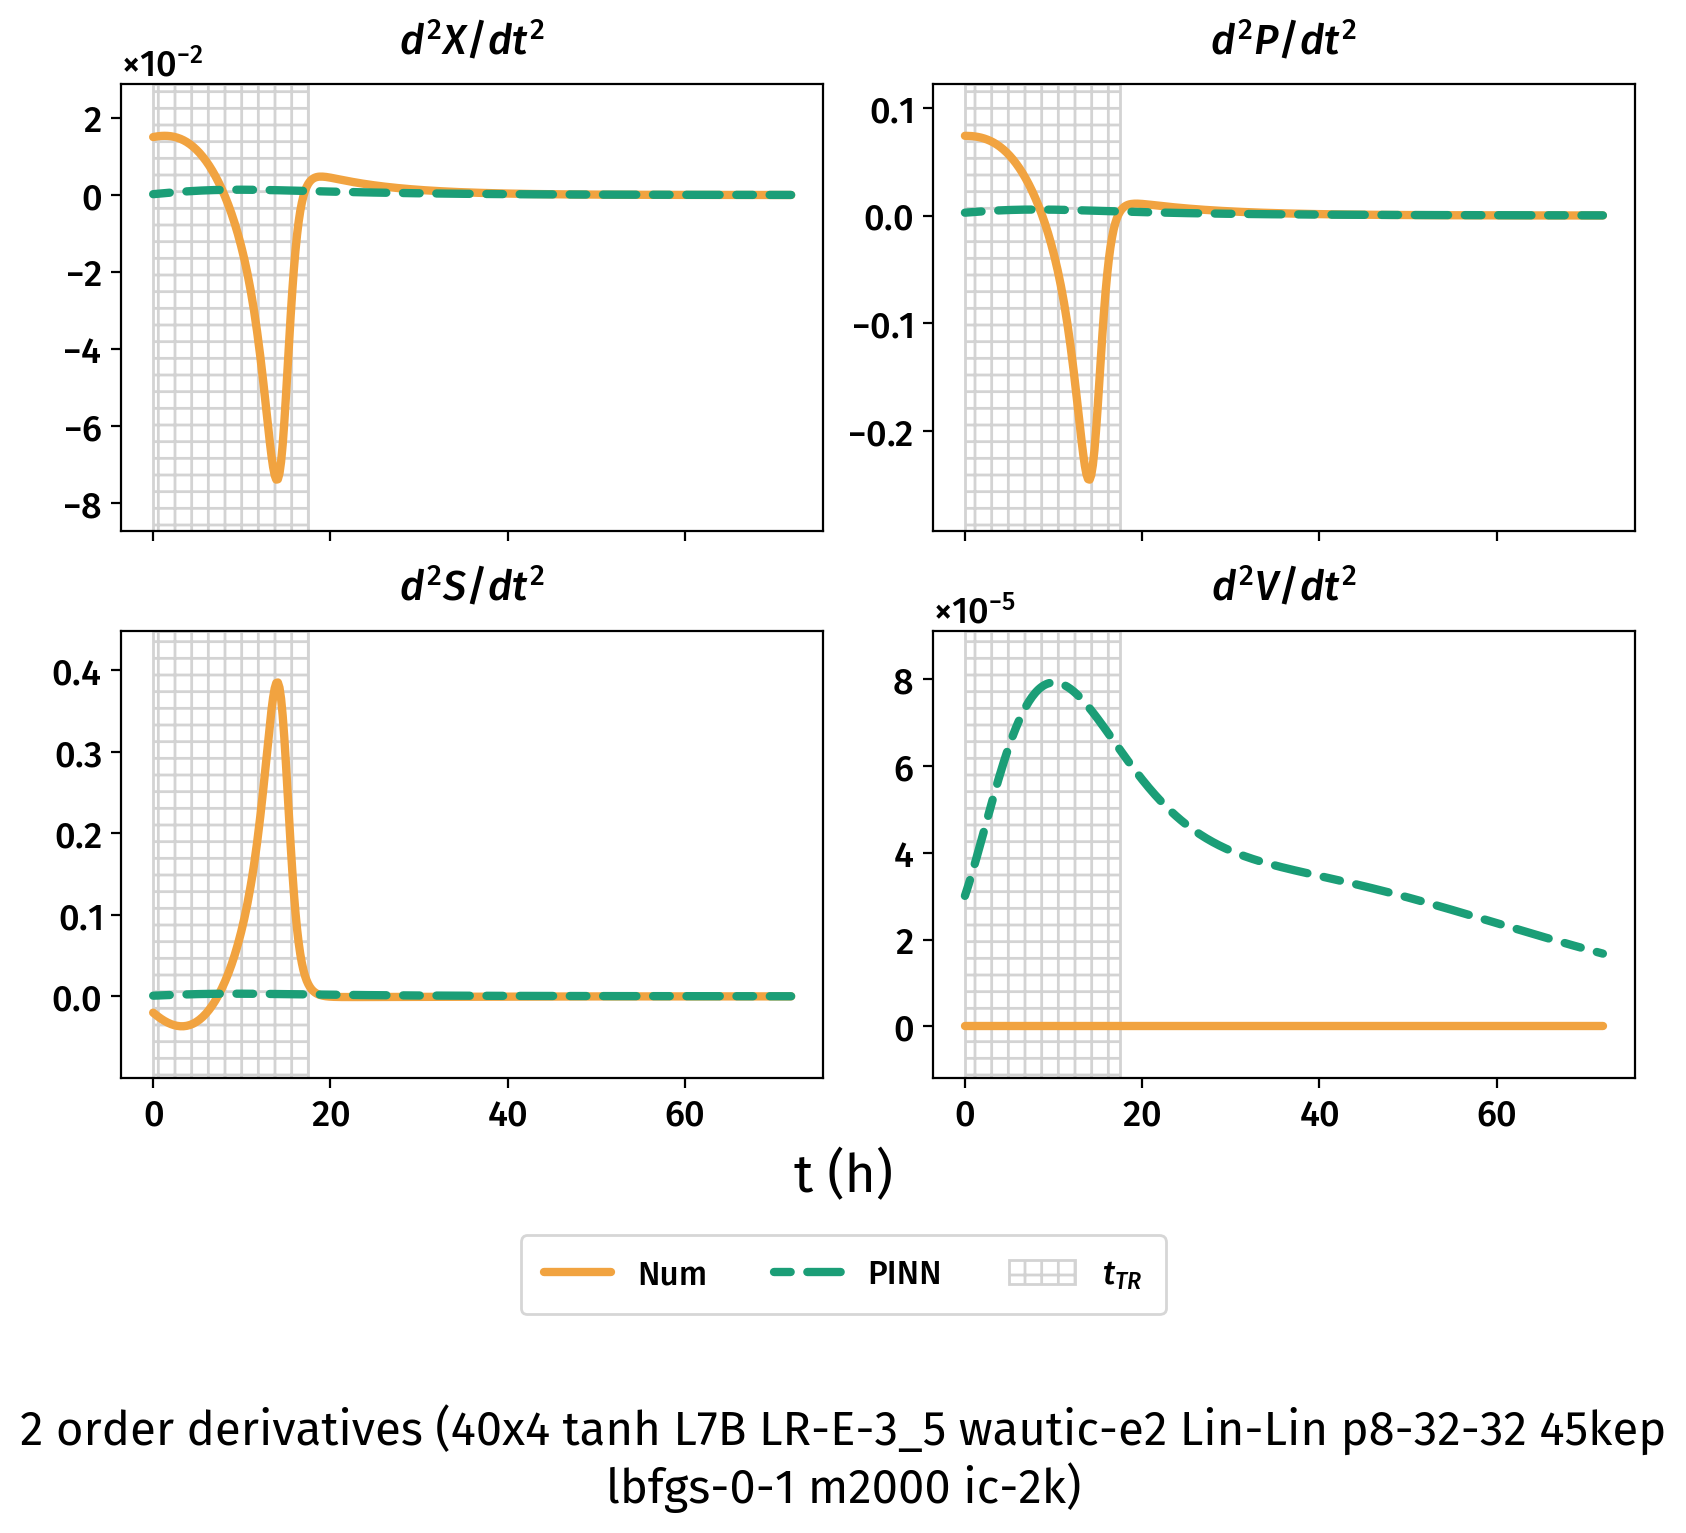 d²X/dt²
×10⁻²
2
0
−2
−4
−6
−8
d²P/dt²
0.1
0.0
−0.1
−0.2
d²S/dt²
0.4
0.3
0.2
0.1
0.0
0 20 40 60
d²V/dt²
×10⁻⁵
8
6
4
2
0
0 20 40 60
t (h)
Num PINN t_TR
2 order derivatives (40x4 tanh L7B LR-E-3_5 wautic-e2 Lin-Lin p8-32-32 45kep
lbfgs-0-1 m2000 ic-2k)